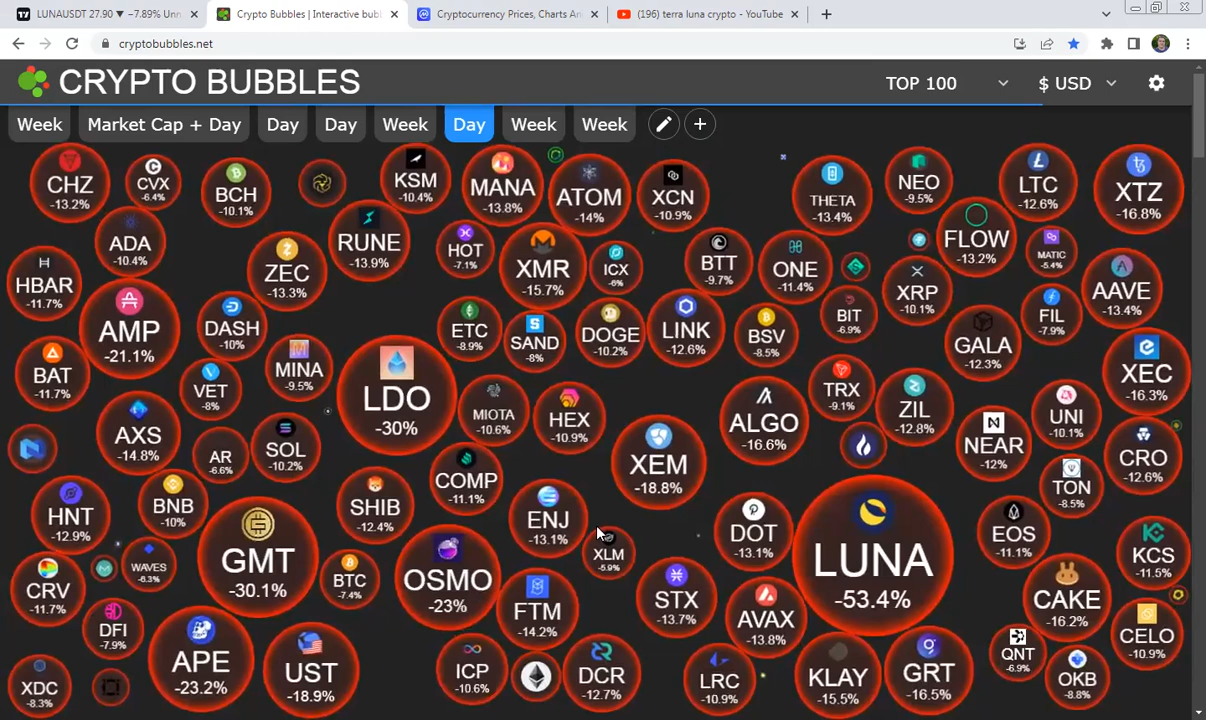 LUNAUSDT 27.90 ▼ −7.89% Unn
Crypto Bubbles | Interactive bubb
Cryptocurrency Prices, Charts An
(196) terra luna crypto - YouTube
cryptobubbles.net
CRYPTO BUBBLES
TOP 100
$ USD
Week
Market Cap + Day
Day
Day
Week
Day
Week
Week
CHZ
-13.2%
CVX
-6.4%
BCH
-10.1%
KSM
-10.4%
MANA
-13.8%
ATOM
-14%
XCN
-10.9%
THETA
-13.4%
NEO
-9.5%
LTC
-12.6%
XTZ
-16.8%
ADA
-10.4%
RUNE
-13.9%
HOT
-7.1%
XMR
-15.7%
ICX
-6%
BTT
-9.7%
ONE
-11.4%
FLOW
-13.2%
MATIC
-5.4%
HBAR
-11.7%
ZEC
-13.3%
XRP
-10.1%
AAVE
-13.4%
AMP
-21.1%
DASH
-10%
ETC
-8.9%
SAND
-8%
DOGE
-10.2%
LINK
-12.6%
BSV
-8.5%
BIT
-6.9%
GALA
-12.3%
FIL
-7.9%
BAT
-11.7%
VET
-8%
MINA
-9.5%
LDO
-30%
MIOTA
-10.6%
HEX
-10.9%
ALGO
-16.6%
TRX
-9.1%
ZIL
-12.8%
UNI
-10.1%
XEC
-16.3%
AXS
-14.8%
AR
-6.6%
SOL
-10.2%
COMP
-11.1%
XEM
-18.8%
NEAR
-12%
CRO
-12.6%
HNT
-12.9%
BNB
-10%
SHIB
-12.4%
ENJ
-13.1%
XLM
-5.9%
DOT
-13.1%
LUNA
-53.4%
EOS
-11.1%
TON
-8.5%
KCS
-11.5%
CRV
-11.7%
WAVES
-6.3%
GMT
-30.1%
BTC
-7.4%
OSMO
-23%
FTM
-14.2%
STX
-13.7%
AVAX
-13.8%
CAKE
-16.2%
CELO
-10.9%
DFI
-7.9%
APE
-23.2%
UST
-18.9%
ICP
-10.6%
DCR
-12.7%
LRC
-10.9%
KLAY
-15.5%
GRT
-16.5%
QNT
-6.9%
OKB
-8.8%
XDC
-8.3%